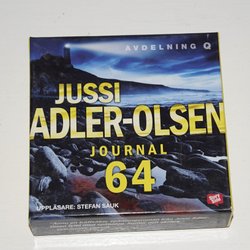 AVDELNING Q
JUSSI
ADLER-OLSEN
JOURNAL
64
UPPLÄSARE: STEFAN SAUK